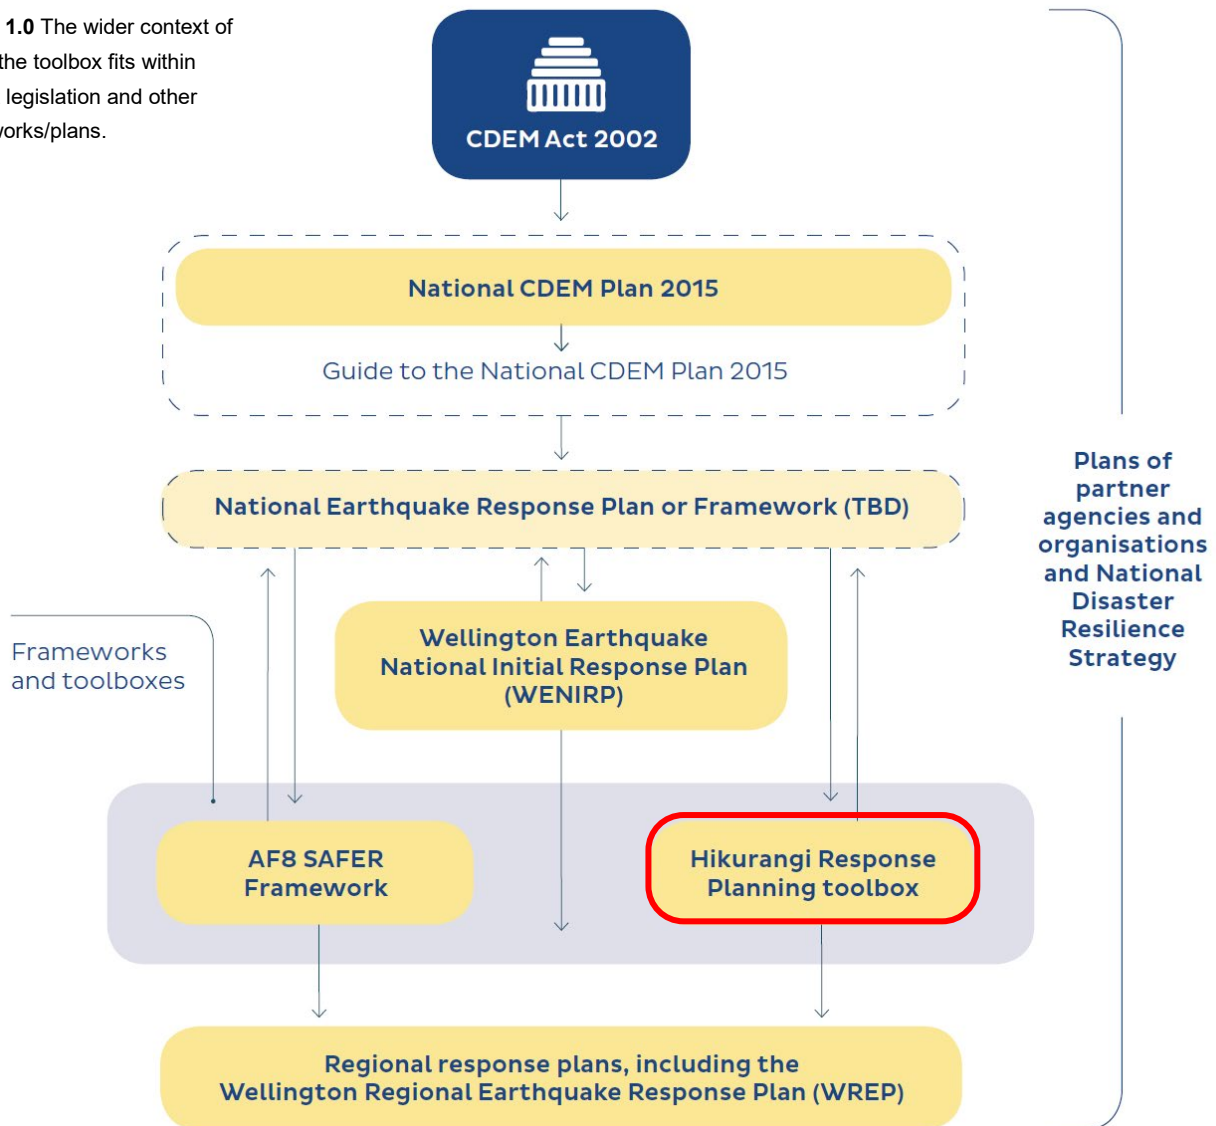 1.0 The wider context of
the toolbox fits within
legislation and other
works/plans.
CDEM Act 2002
National CDEM Plan 2015
Guide to the National CDEM Plan 2015
National Earthquake Response Plan or Framework (TBD)
Wellington Earthquake
National Initial Response Plan
(WENIRP)
Frameworks
and toolboxes
AF8 SAFER
Framework
Hikurangi Response
Planning toolbox
Regional response plans, including the
Wellington Regional Earthquake Response Plan (WREP)
Plans of
partner
agencies and
organisations
and National
Disaster
Resilience
Strategy